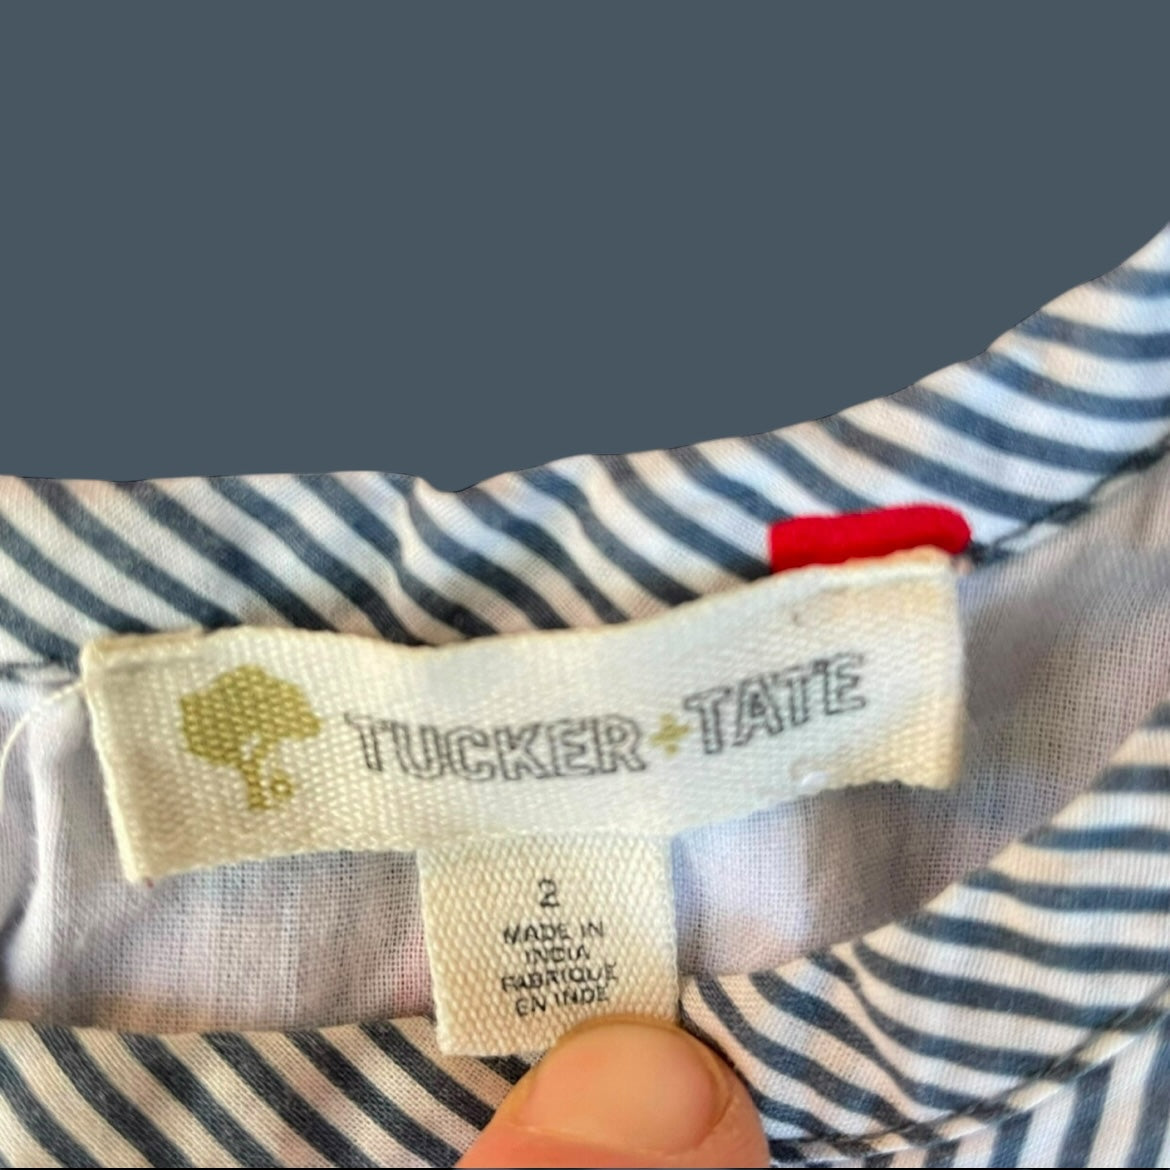 TUCKER+TATE
2
MADE IN
INDIA
FABRIQUE
EN INDE